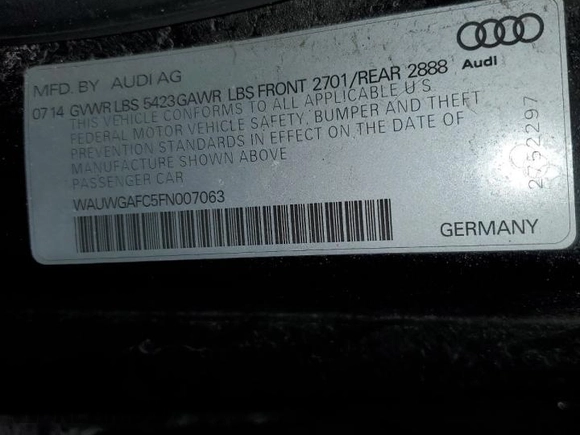 MFD. BY AUDI AG
Audi
07 14 GVWR LBS 5423 GAWR LBS FRONT 2701/REAR 2888
THIS VEHICLE CONFORMS TO ALL APPLICABLE U.S.
FEDERAL MOTOR VEHICLE SAFETY, BUMPER AND THEFT
PREVENTION STANDARDS IN EFFECT ON THE DATE OF
MANUFACTURE SHOWN ABOVE
PASSENGER CAR
WAUWGAFC5FN007063
GERMANY